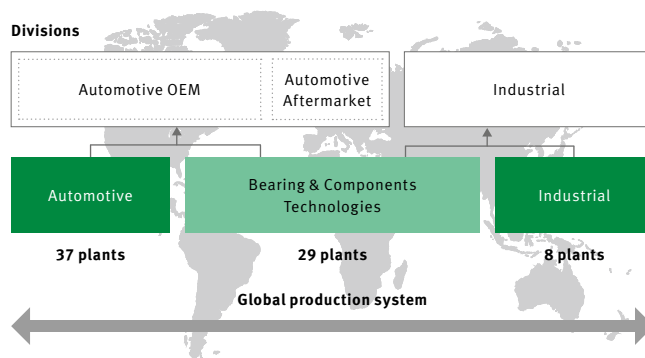 Divisions
Automotive OEM
Automotive
Aftermarket
Industrial
Automotive
Bearing & Components
Technologies
Industrial
37 plants
29 plants
8 plants
Global production system